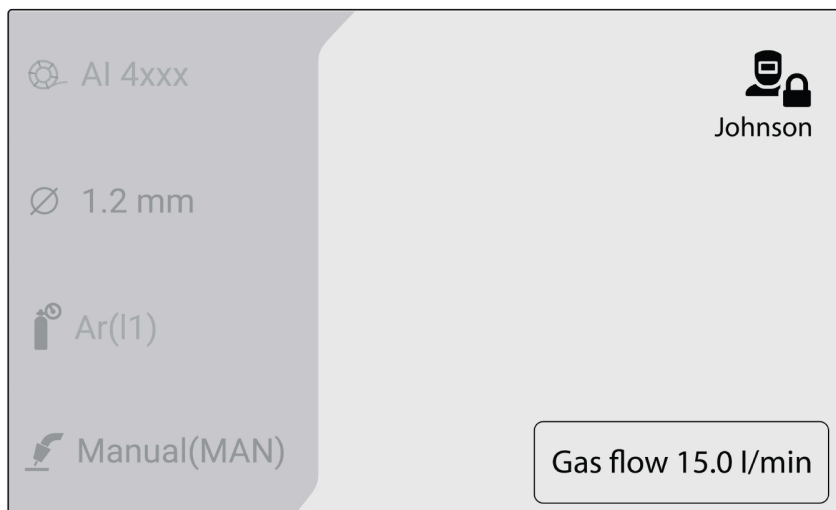 Al 4xxx
Johnson
Ø 1.2 mm
Ar(I1)
Manual(MAN)
Gas flow 15.0 l/min